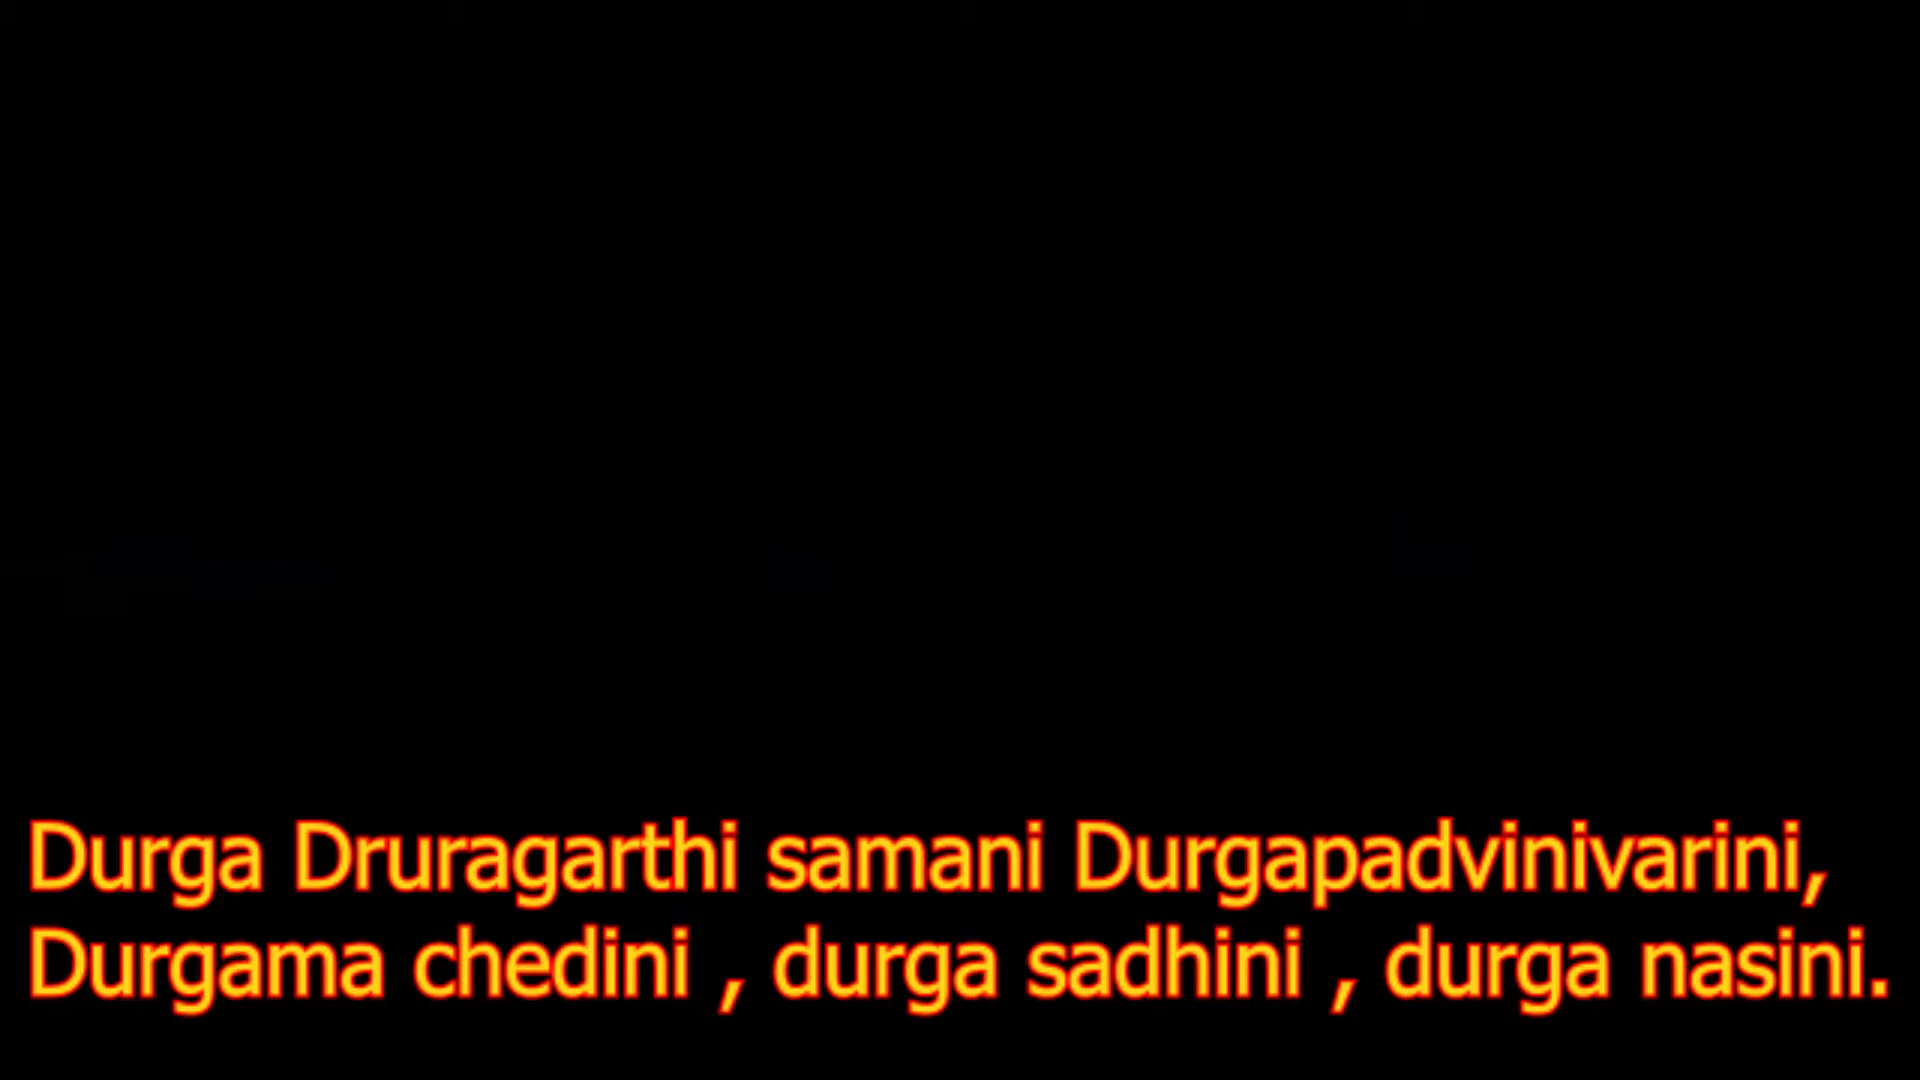 Durga Druragarthi samani Durgapadvinivarini,
Durgama chedini , durga sadhini , durga nasini.